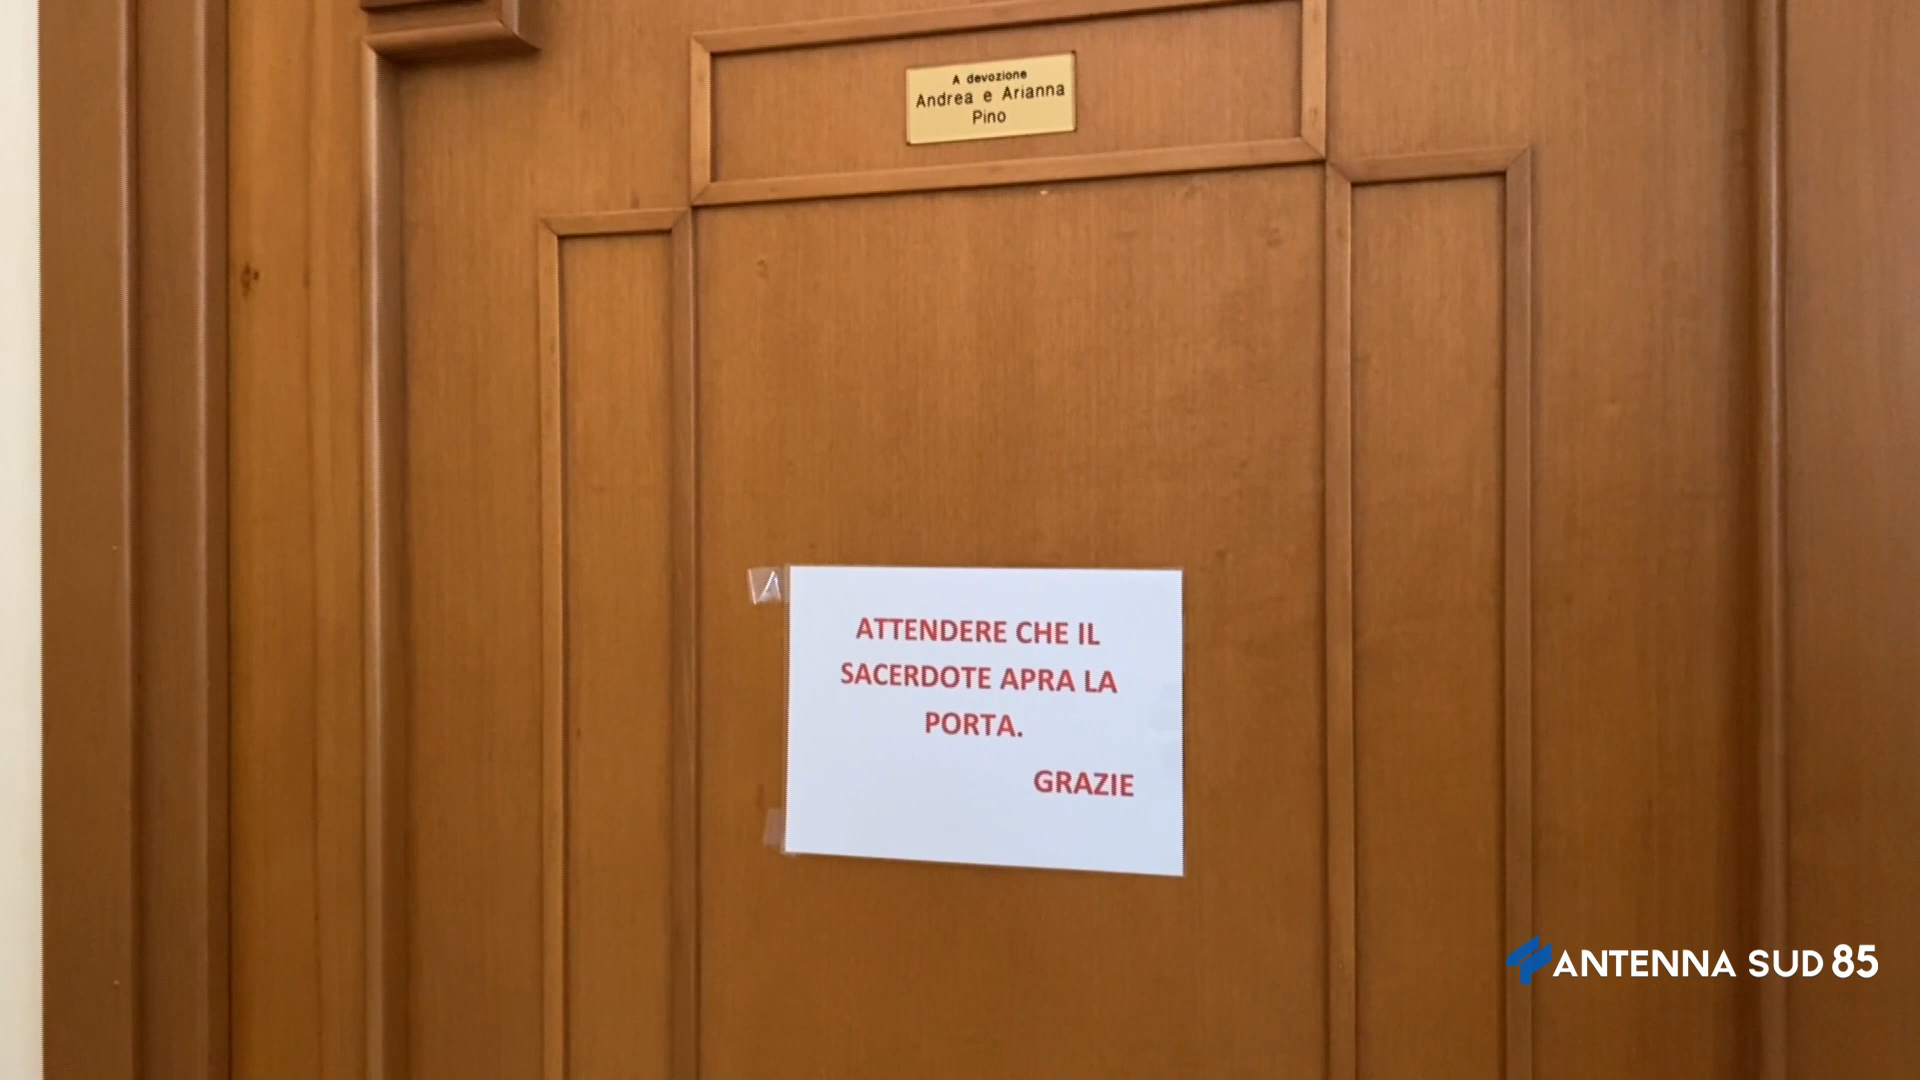 A devozione
Andrea e Arianna
Pino
ATTENDERE CHE IL
SACERDOTE APRA LA
PORTA.
GRAZIE
ANTENNA SUD 85